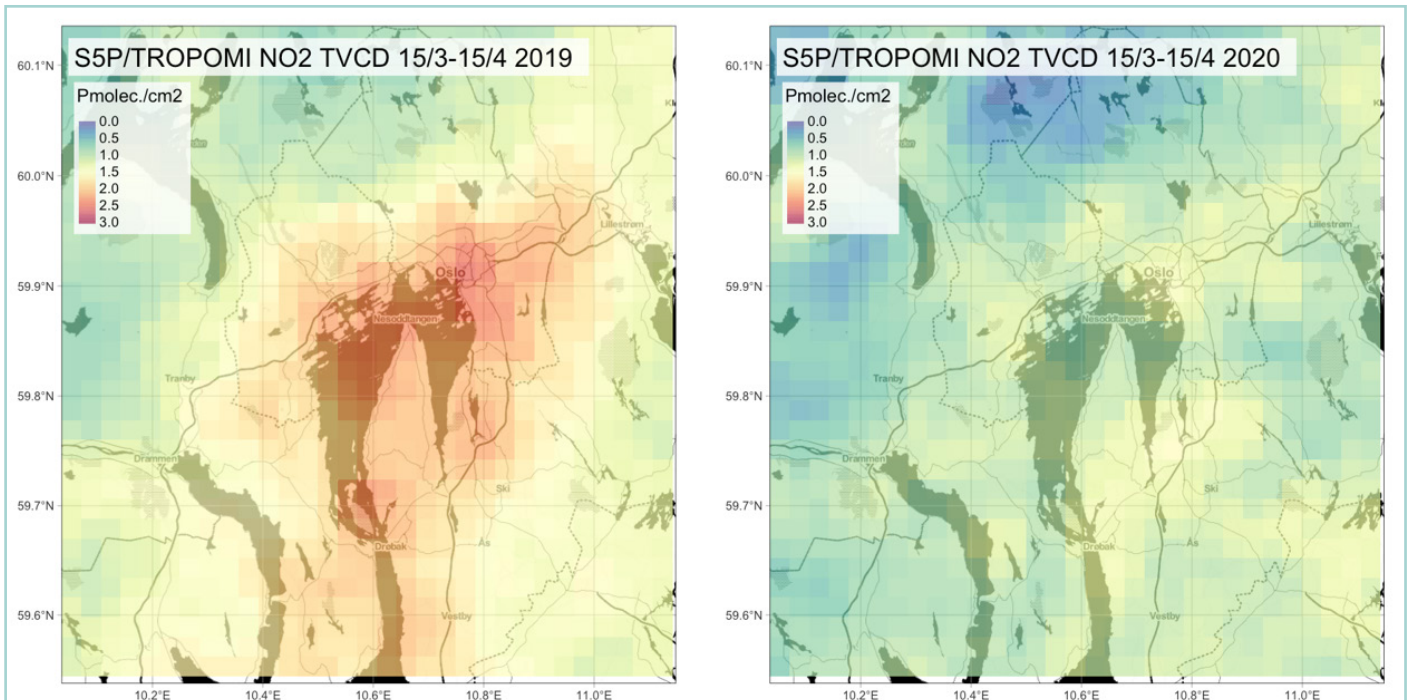 S5P/TROPOMI NO2 TVCD 15/3-15/4 2019
Pmolec./cm2
0.0
0.5
1.0
1.5
2.0
2.5
3.0
60.1°N
60.0°N
59.9°N
59.8°N
59.7°N
59.6°N
Lillestrøm
Oslo
Nesoddtangen
Tranby
Drammen
Ski
Drøbak
Vestby
10.2°E
10.4°E
10.6°E
10.8°E
11.0°E
S5P/TROPOMI NO2 TVCD 15/3-15/4 2020
Pmolec./cm2
0.0
0.5
1.0
1.5
2.0
2.5
3.0
60.1°N
60.0°N
59.9°N
59.8°N
59.7°N
59.6°N
Lillestrøm
Oslo
Nesoddtangen
Tranby
Drammen
Ski
Ås
Drøbak
Vestby
10.2°E
10.4°E
10.6°E
10.8°E
11.0°E